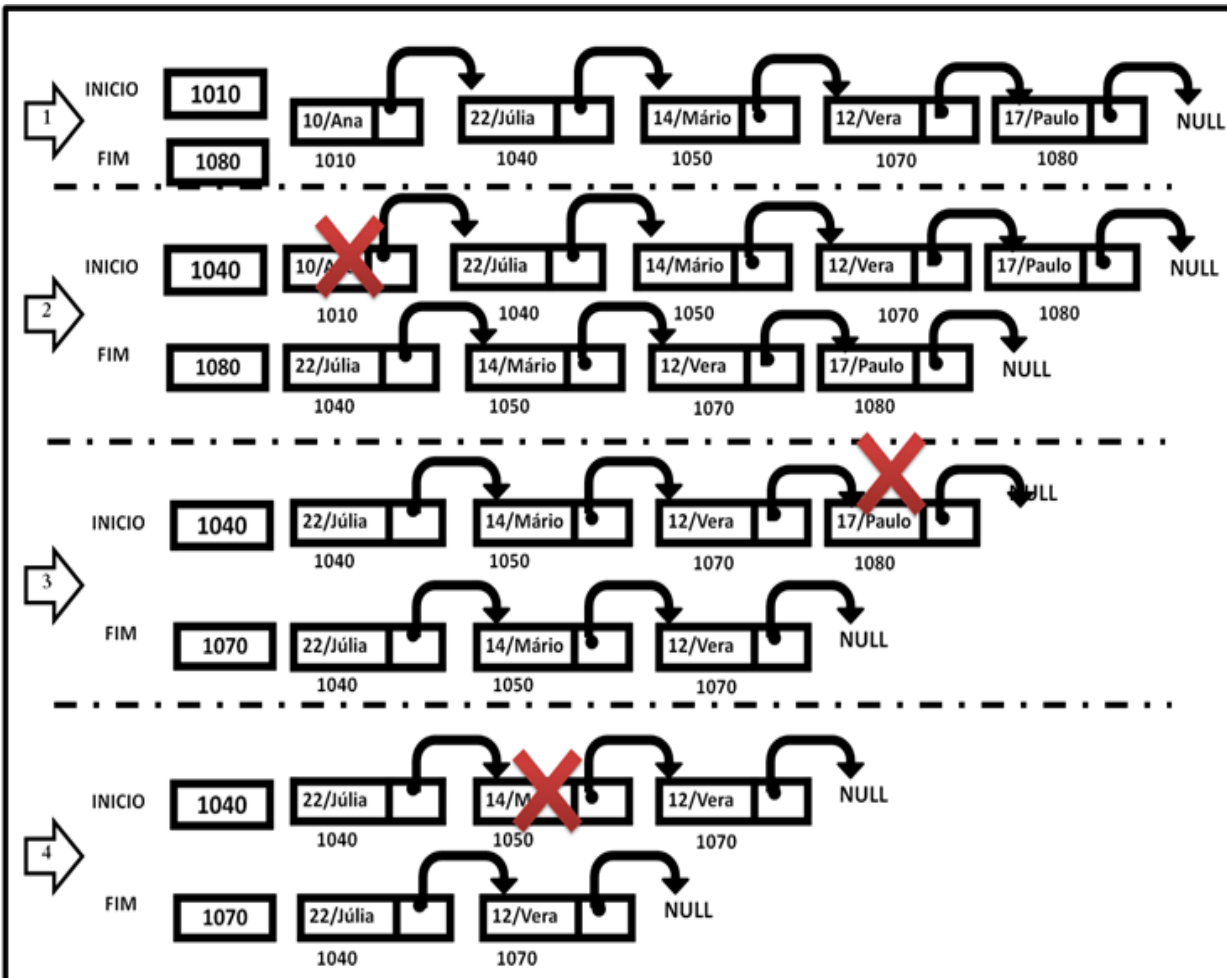 INICIO 1010
10/Ana 22/Júlia 14/Mário 12/Vera 17/Paulo NULL
1
FIM 1080 1010 1040 1050 1070 1080
INICIO 1040 10/A 22/Júlia 14/Mário 12/Vera 17/Paulo NULL
2
1010 1040 1050 1070 1080
FIM 1080 22/Júlia 14/Mário 12/Vera 17/Paulo NULL
1040 1050 1070 1080
INICIO 1040 22/Júlia 14/Mário 12/Vera 17/Paulo NULL
1040 1050 1070 1080
3
FIM 1070 22/Júlia 14/Mário 12/Vera NULL
1040 1050 1070
INICIO 1040 22/Júlia 14/M 12/Vera NULL
1040 1050 1070
4
FIM 1070 22/Júlia 12/Vera NULL
1040 1070